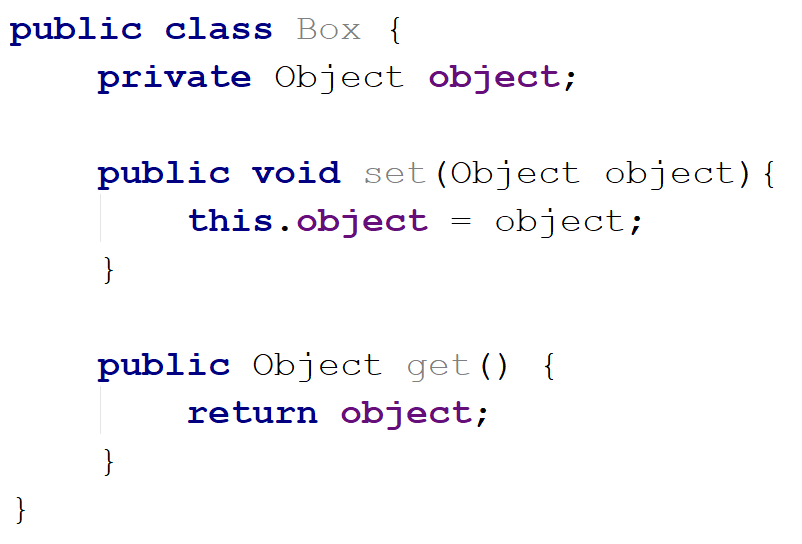 public class Box {
    private Object object;
    public void set(Object object){
        this.object = object;
    }
    public Object get() {
        return object;
    }
}